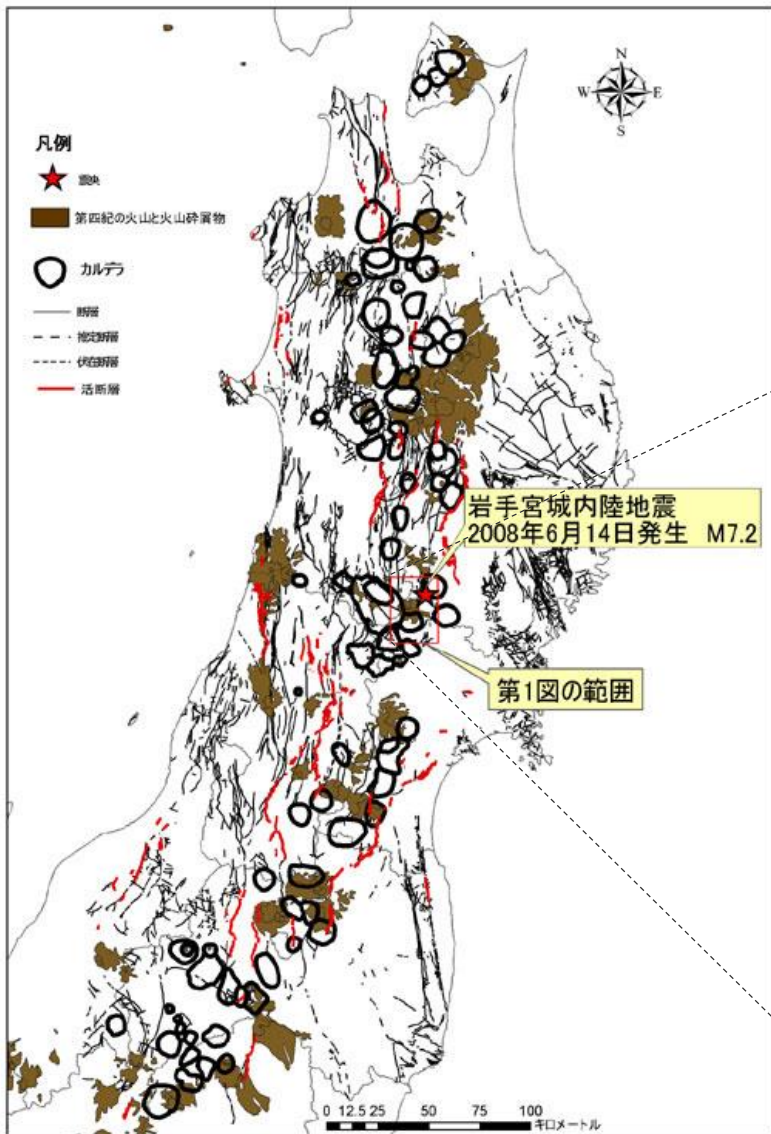 N
W E
S
凡例
震央
第四紀の火山と火山砕屑物
カルデラ
断層
推定断層
伏在断層
活断層
岩手宮城内陸地震
2008年6月14日発生 M7.2
第1図の範囲
0 12.5 25 50 75 100
キロメートル